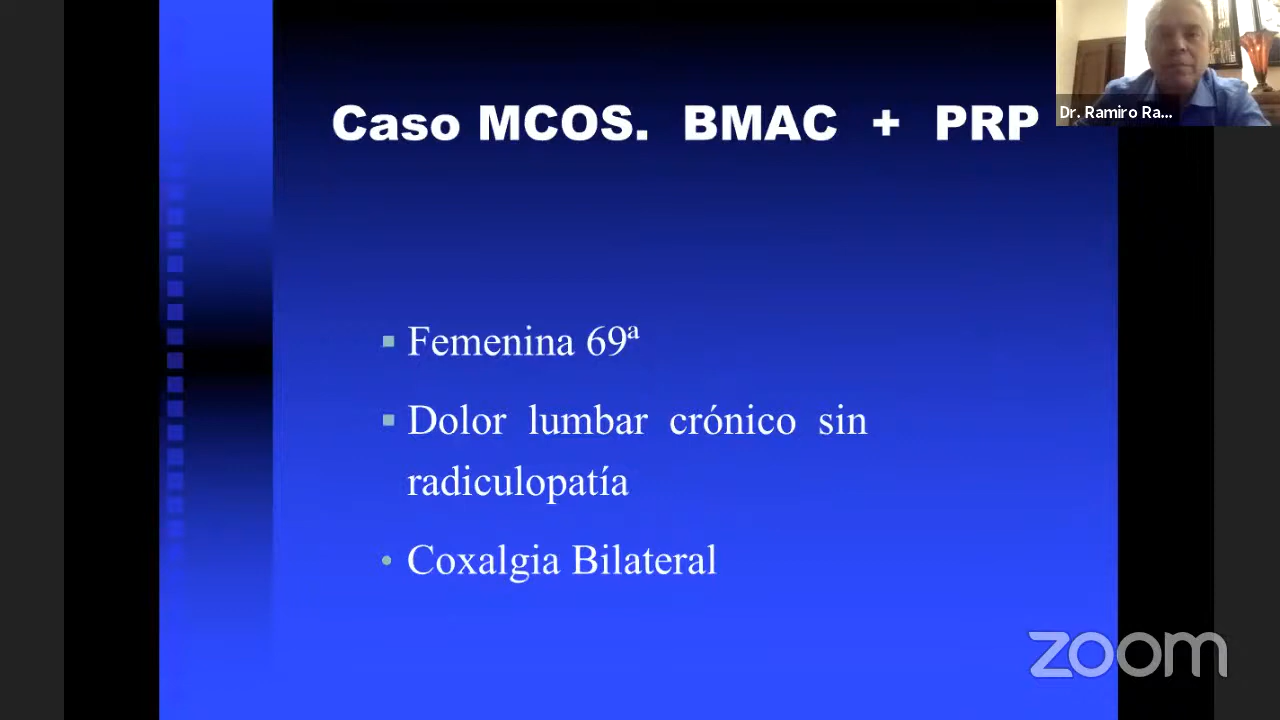 Caso MCOS. BMAC + PRP
Dr. Ramiro Ra...
Femenina 69ª
Dolor lumbar crónico sin
radiculopatía
Coxalgia Bilateral
zoom